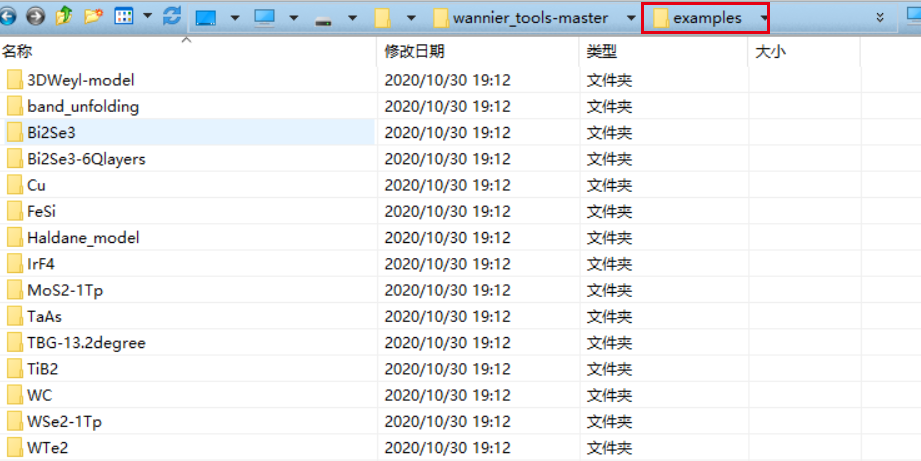 wannier_tools-master examples
名称 修改日期 类型 大小
3DWeyl-model 2020/10/30 19:12 文件夹
band_unfolding 2020/10/30 19:12 文件夹
Bi2Se3 2020/10/30 19:12 文件夹
Bi2Se3-6Qlayers 2020/10/30 19:12 文件夹
Cu 2020/10/30 19:12 文件夹
FeSi 2020/10/30 19:12 文件夹
Haldane_model 2020/10/30 19:12 文件夹
IrF4 2020/10/30 19:12 文件夹
MoS2-1Tp 2020/10/30 19:12 文件夹
TaAs 2020/10/30 19:12 文件夹
TBG-13.2degree 2020/10/30 19:12 文件夹
TiB2 2020/10/30 19:12 文件夹
WC 2020/10/30 19:12 文件夹
WSe2-1Tp 2020/10/30 19:12 文件夹
WTe2 2020/10/30 19:12 文件夹